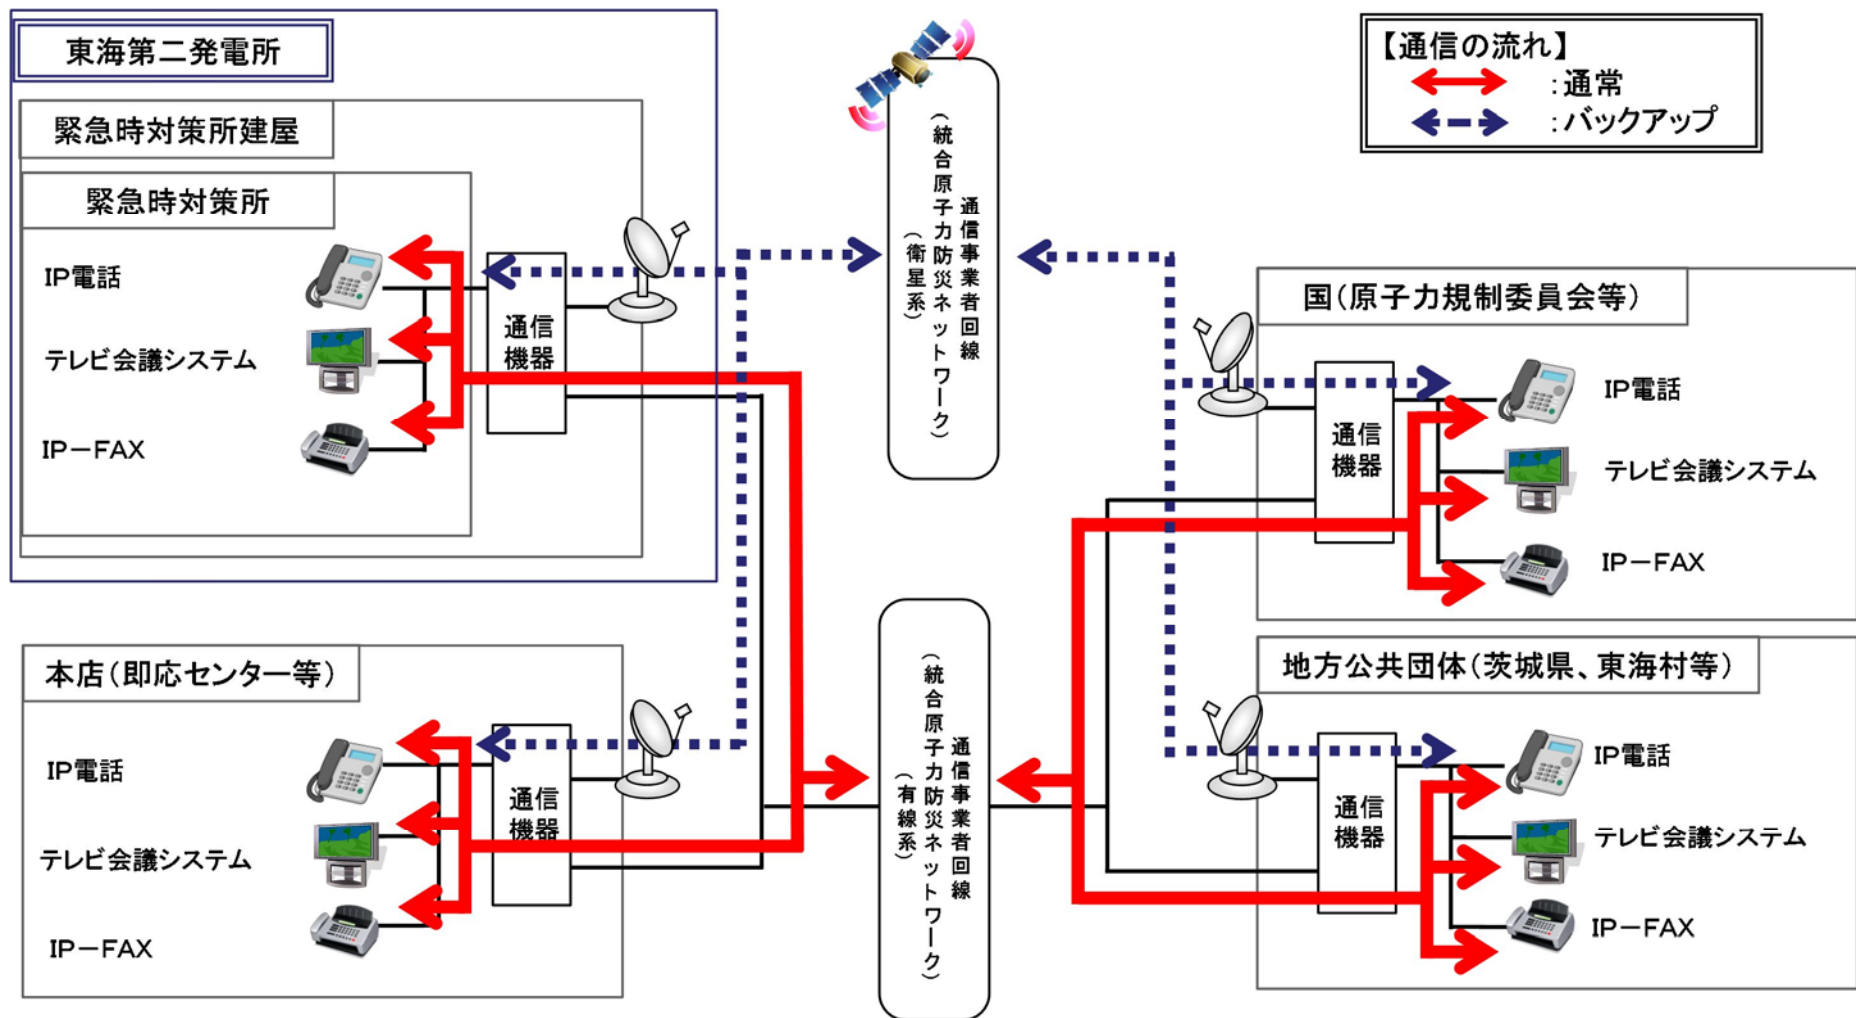 東海第二発電所
緊急時対策所建屋
緊急時対策所
IP電話
テレビ会議システム
IP－FAX
通信
機器
本店（即応センター等）
IP電話
テレビ会議システム
IP－FAX
通信
機器
通信事業者回線
（統合原子力防災ネットワーク）
（衛星系）
通信事業者回線
（統合原子力防災ネットワーク）
（有線系）
【通信の流れ】
：通常
：バックアップ
国（原子力規制委員会等）
通信
機器
IP電話
テレビ会議システム
IP－FAX
地方公共団体（茨城県、東海村等）
通信
機器
IP電話
テレビ会議システム
IP－FAX